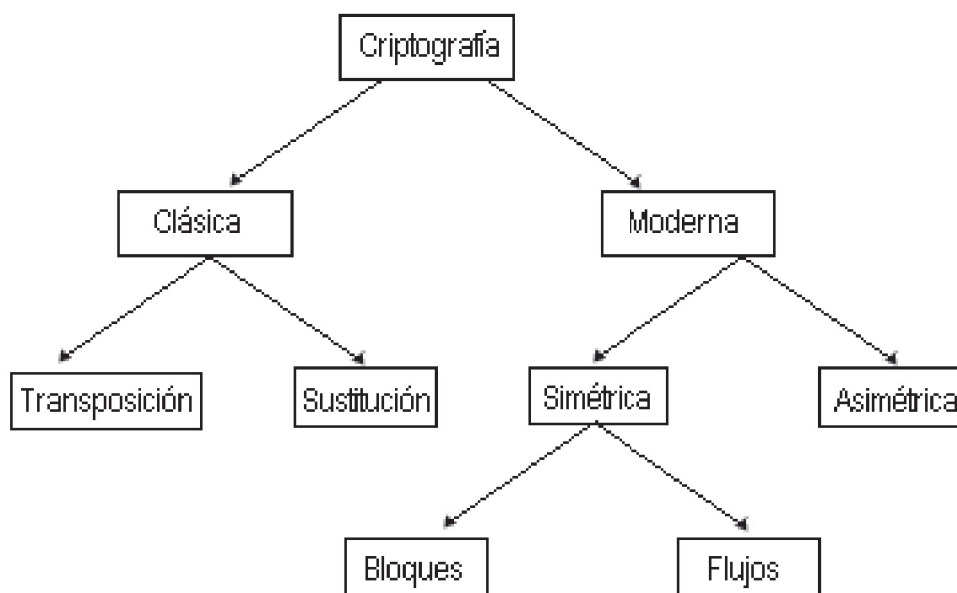 Criptografía
Clásica
Moderna
Transposición
Sustitución
Simétrica
Asimétrica
Bloques
Flujos